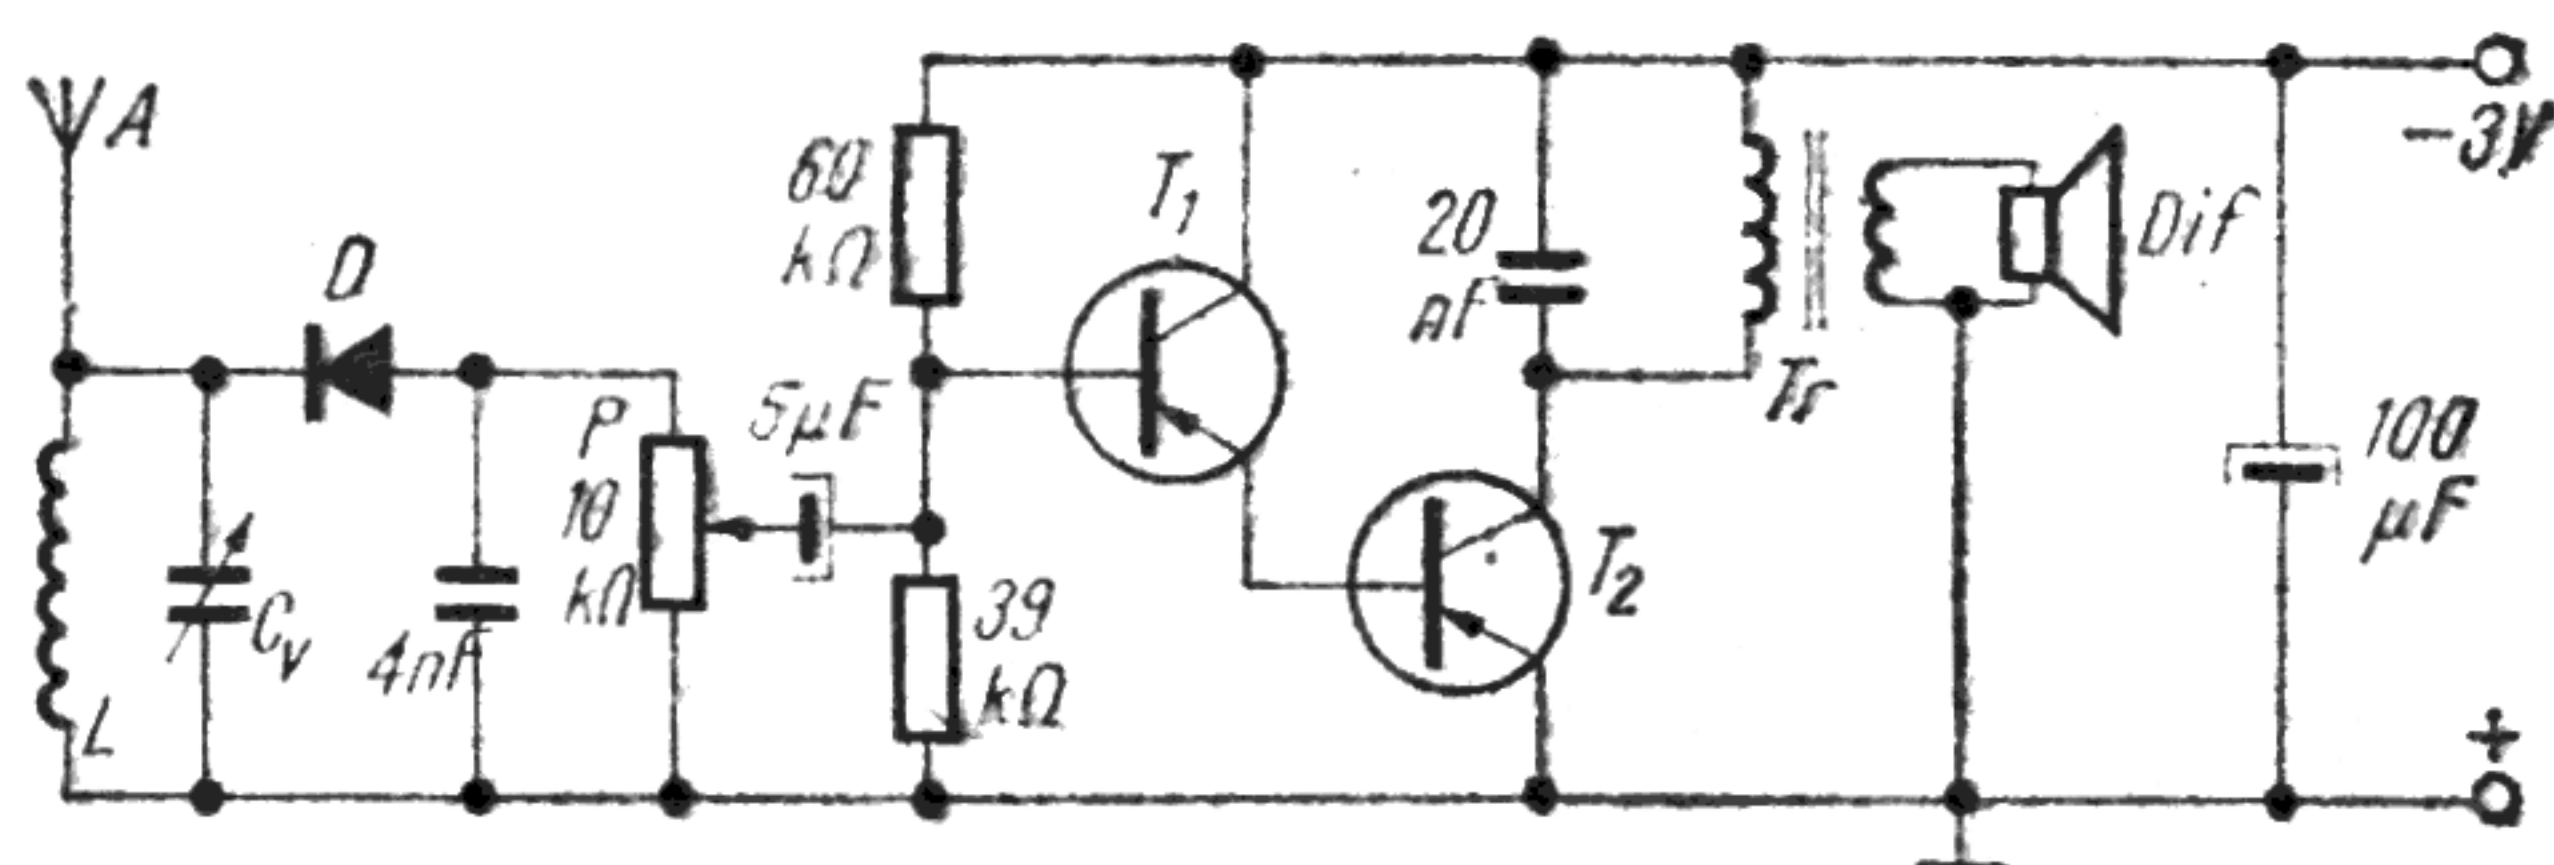 A
D
L
Cv
4nF
P
10
kΩ
5μF
60
kΩ
39
kΩ
T1
20
nF
T2
Tr
Dif
-3V
100
μF
+